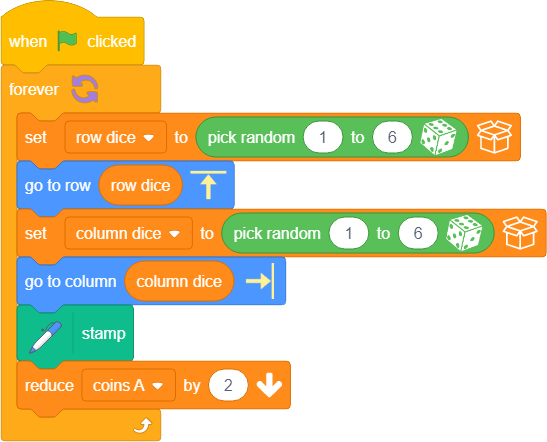 when clicked
forever
set row dice to pick random 1 to 6
go to row row dice
set column dice to pick random 1 to 6
go to column column dice
stamp
reduce coins A by 2